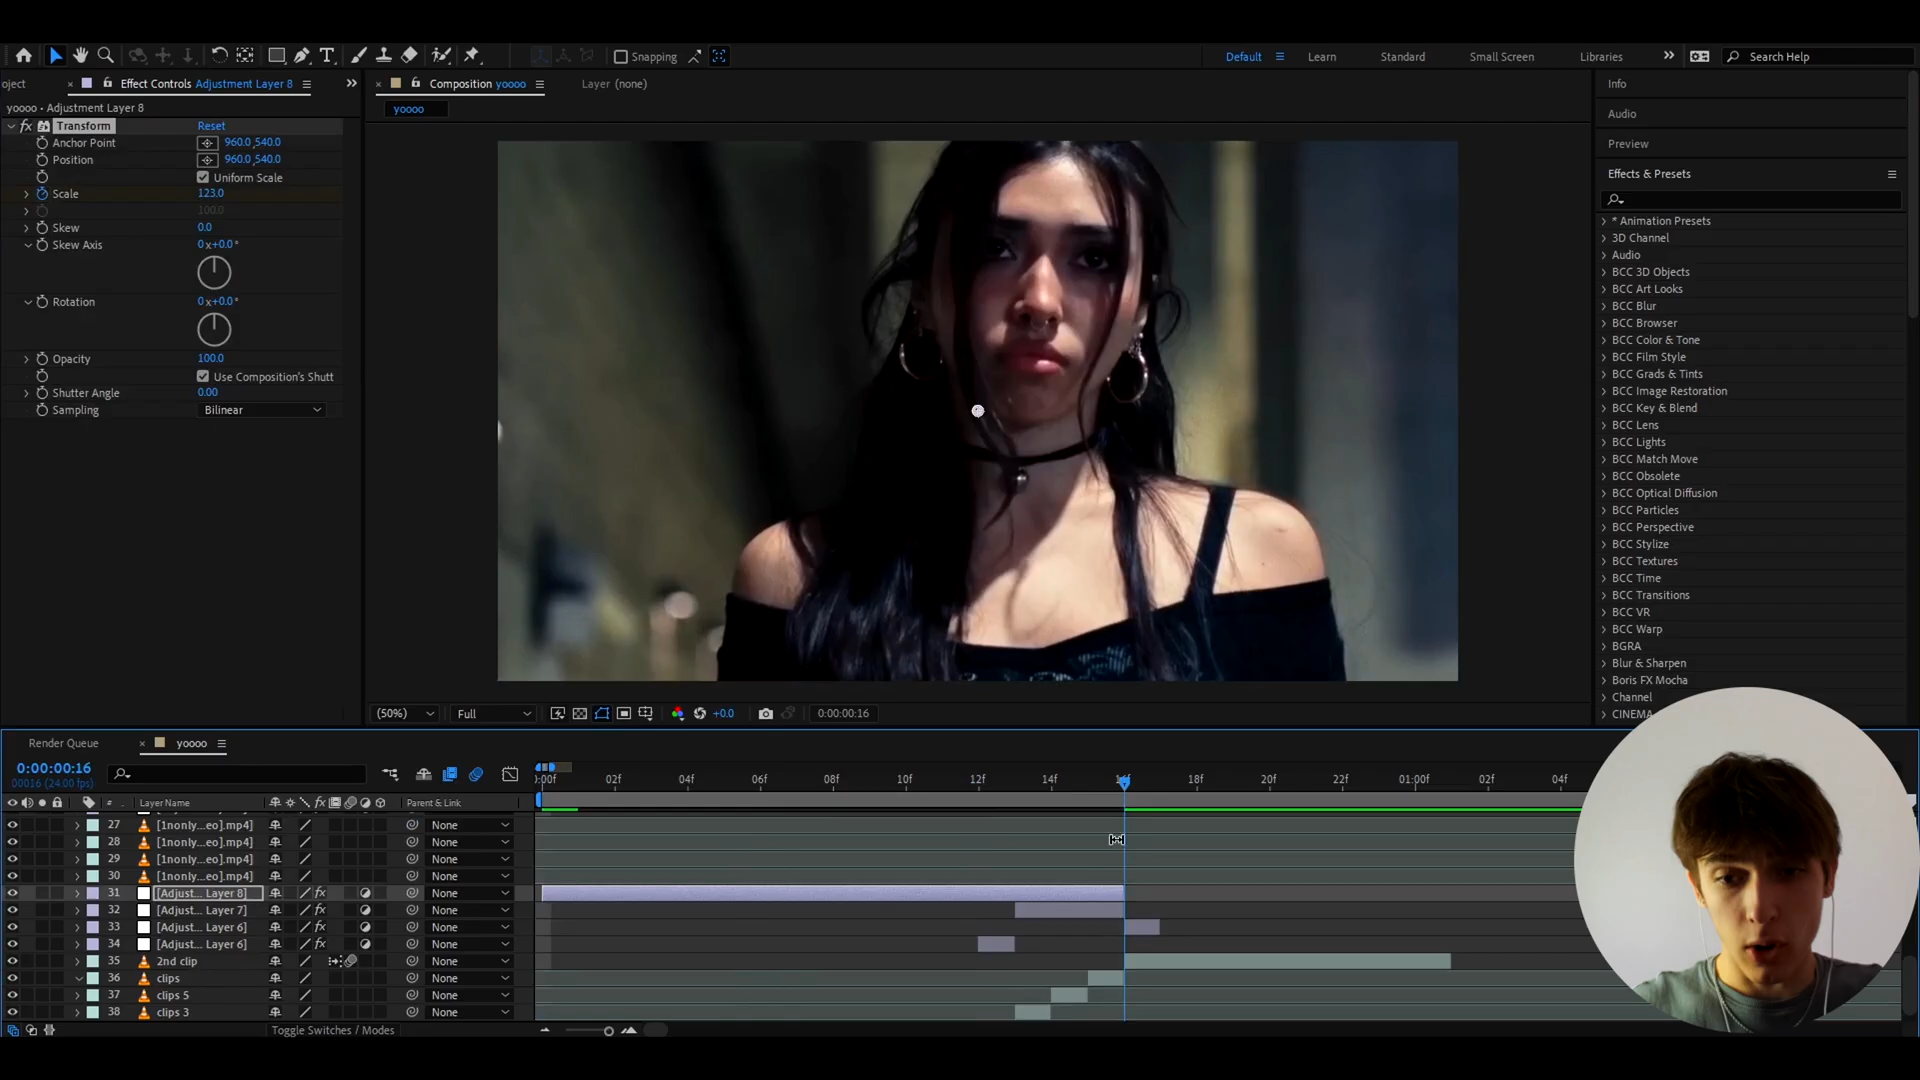 Snapping
Default
Learn
Standard
Small Screen
Libraries
Search Help
oject
Effect Controls Adjustment Layer 8
Composition yoooo
Layer (none)
yoooo • Adjustment Layer 8
yoooo
fx Transform Reset
Anchor Point 960.0,540.0
Position 960.0,540.0
Uniform Scale
Scale 123.0
100.0
Skew 0.0
Skew Axis 0x+0.0°
Rotation 0x+0.0°
Opacity 100.0
Use Composition's Shutt
Shutter Angle 0.00
Sampling Bilinear
Info
Audio
Preview
Effects & Presets
* Animation Presets
3D Channel
Audio
BCC 3D Objects
BCC Art Looks
BCC Blur
BCC Browser
BCC Color & Tone
BCC Film Style
BCC Grads & Tints
BCC Image Restoration
BCC Key & Blend
BCC Lens
BCC Lights
BCC Match Move
BCC Obsolete
BCC Optical Diffusion
BCC Particles
BCC Perspective
BCC Stylize
BCC Textures
BCC Time
BCC Transitions
BCC VR
BCC Warp
BGRA
Blur & Sharpen
Boris FX Mocha
Channel
CINEMA
(50%) Full +0.0 0:00:00:16
Render Queue
yoooo
0:00:00:16
00016 (24.00 fps)
:00f 02f 04f 06f 08f 10f 12f 14f 18f 20f 22f 01:00f 02f 04f
# Layer Name fx Parent & Link
27 [1nonly...eo].mp4] None
28 [1nonly...eo].mp4] None
29 [1nonly...eo].mp4] None
30 [1nonly...eo].mp4] None
31 [Adjust... Layer 8] fx None
32 [Adjust... Layer 7] fx None
33 [Adjust... Layer 6] fx None
34 [Adjust... Layer 6] fx None
35 2nd clip None
36 clips None
37 clips 5 None
38 clips 3 None
Toggle Switches / Modes